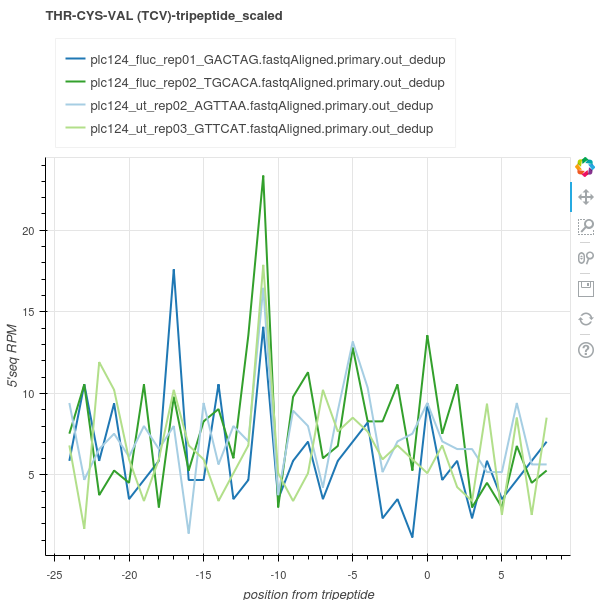 THR-CYS-VAL (TCV)-tripeptide_scaled
plc124_fluc_rep01_GACTAG.fastqAligned.primary.out_dedup
plc124_fluc_rep02_TGCACA.fastqAligned.primary.out_dedup
plc124_ut_rep02_AGTTAA.fastqAligned.primary.out_dedup
plc124_ut_rep03_GTTCAT.fastqAligned.primary.out_dedup
20
15
10
5
5'seq RPM
-25 -20 -15 -10 -5 0 5
position from tripeptide